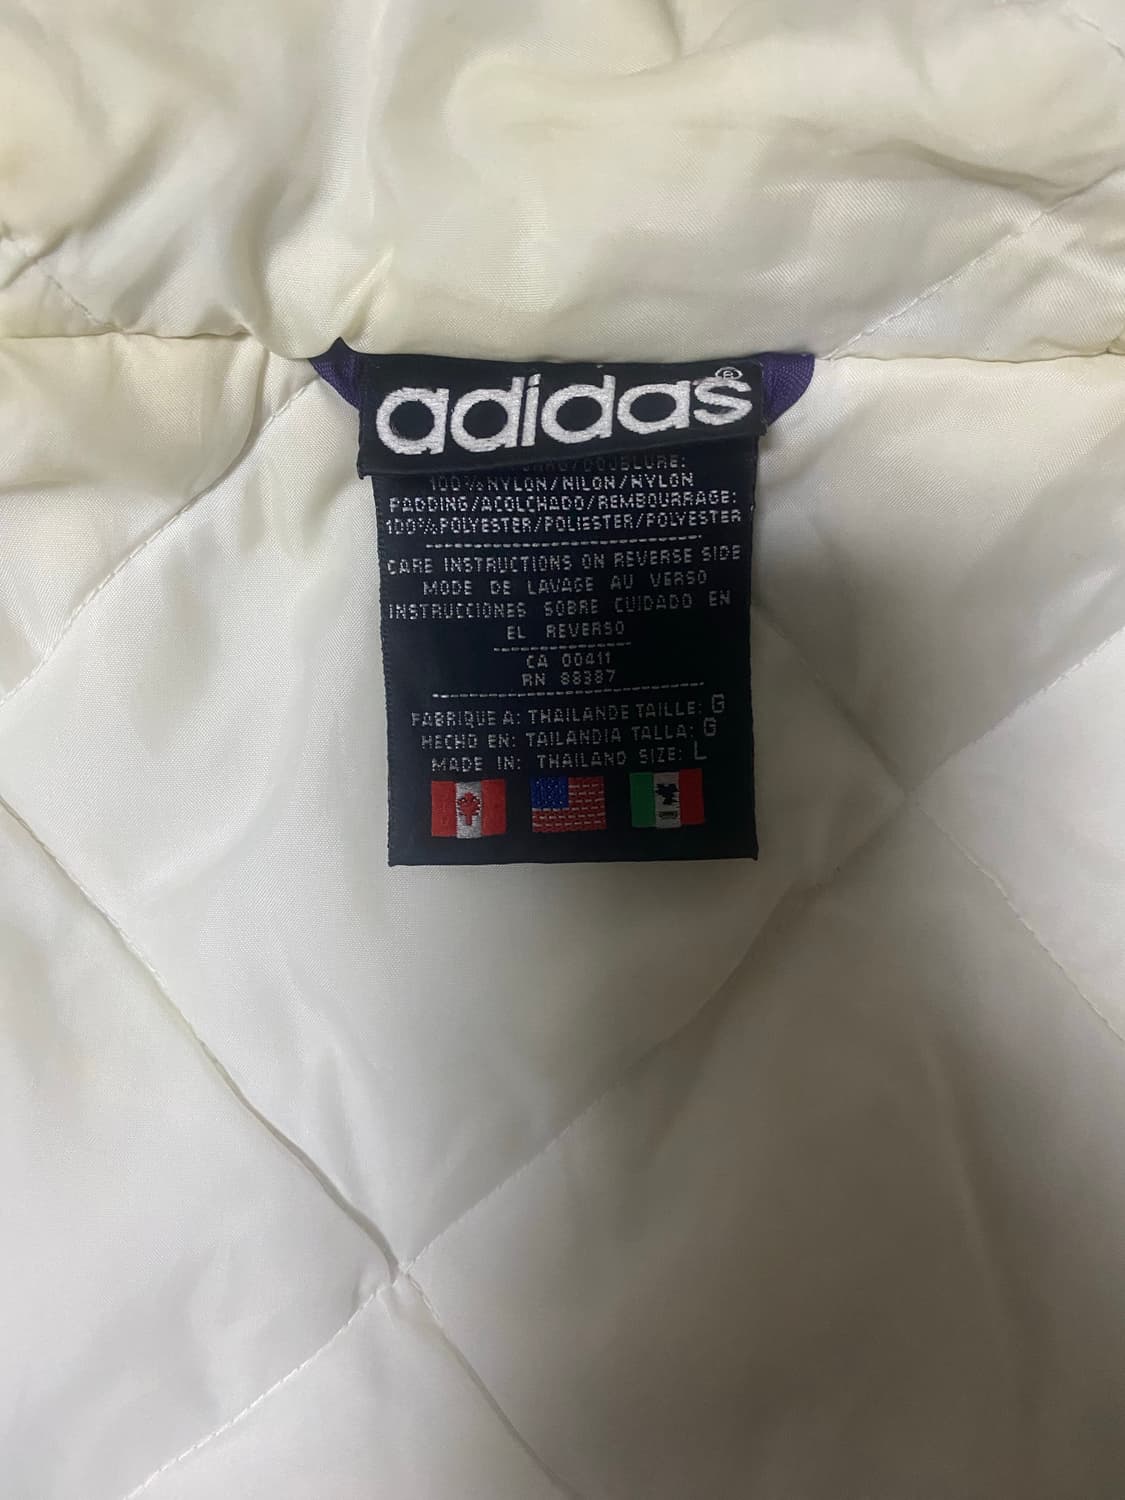 adidas®
DOUBLURE:
100% NYLON/NILON/NYLON
PADDING/ACOLCHADO/REMBOURRAGE:
100% POLYESTER/POLIESTER/POLYESTER
CARE INSTRUCTIONS ON REVERSE SIDE
MODE DE LAVAGE AU VERSO
INSTRUCCIONES SOBRE CUIDADO EN
EL REVERSO
CA 00411
RN 88387
FABRIQUE A: THAILANDE TAILLE: G
HECHO EN: TAILANDIA TALLA: G
MADE IN: THAILAND SIZE: L